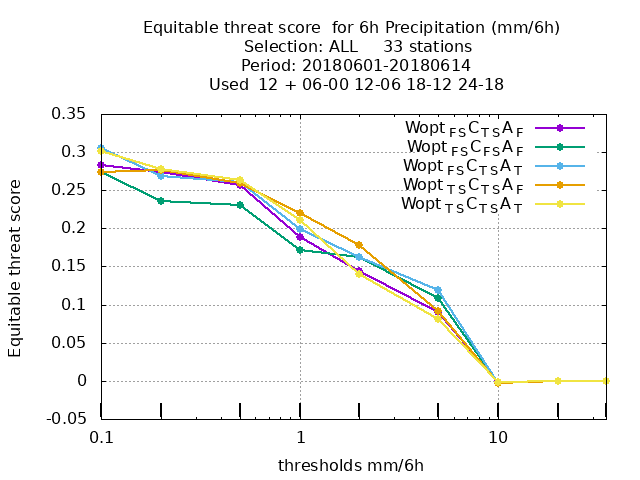 Equitable threat score  for 6h Precipitation (mm/6h)
Selection: ALL     33 stations
Period: 20180601-20180614
Used  12 + 06-00 12-06 18-12 24-18
0.35
0.3
0.25
0.2
0.15
0.1
0.05
0
-0.05
Equitable threat score
Wopt FS C TS A F
Wopt FS C FS A F
Wopt FS C TS A T
Wopt TS C TS A F
Wopt TS C TS A T
0.1 1 10
thresholds mm/6h